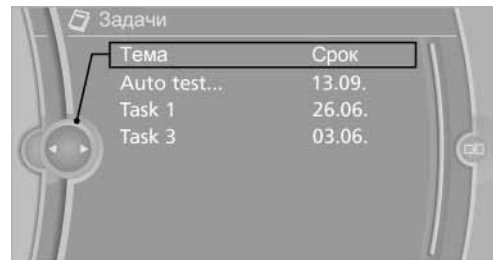 Задачи
Тема Срок
Auto test... 13.09.
Task 1 26.06.
Task 3 03.06.